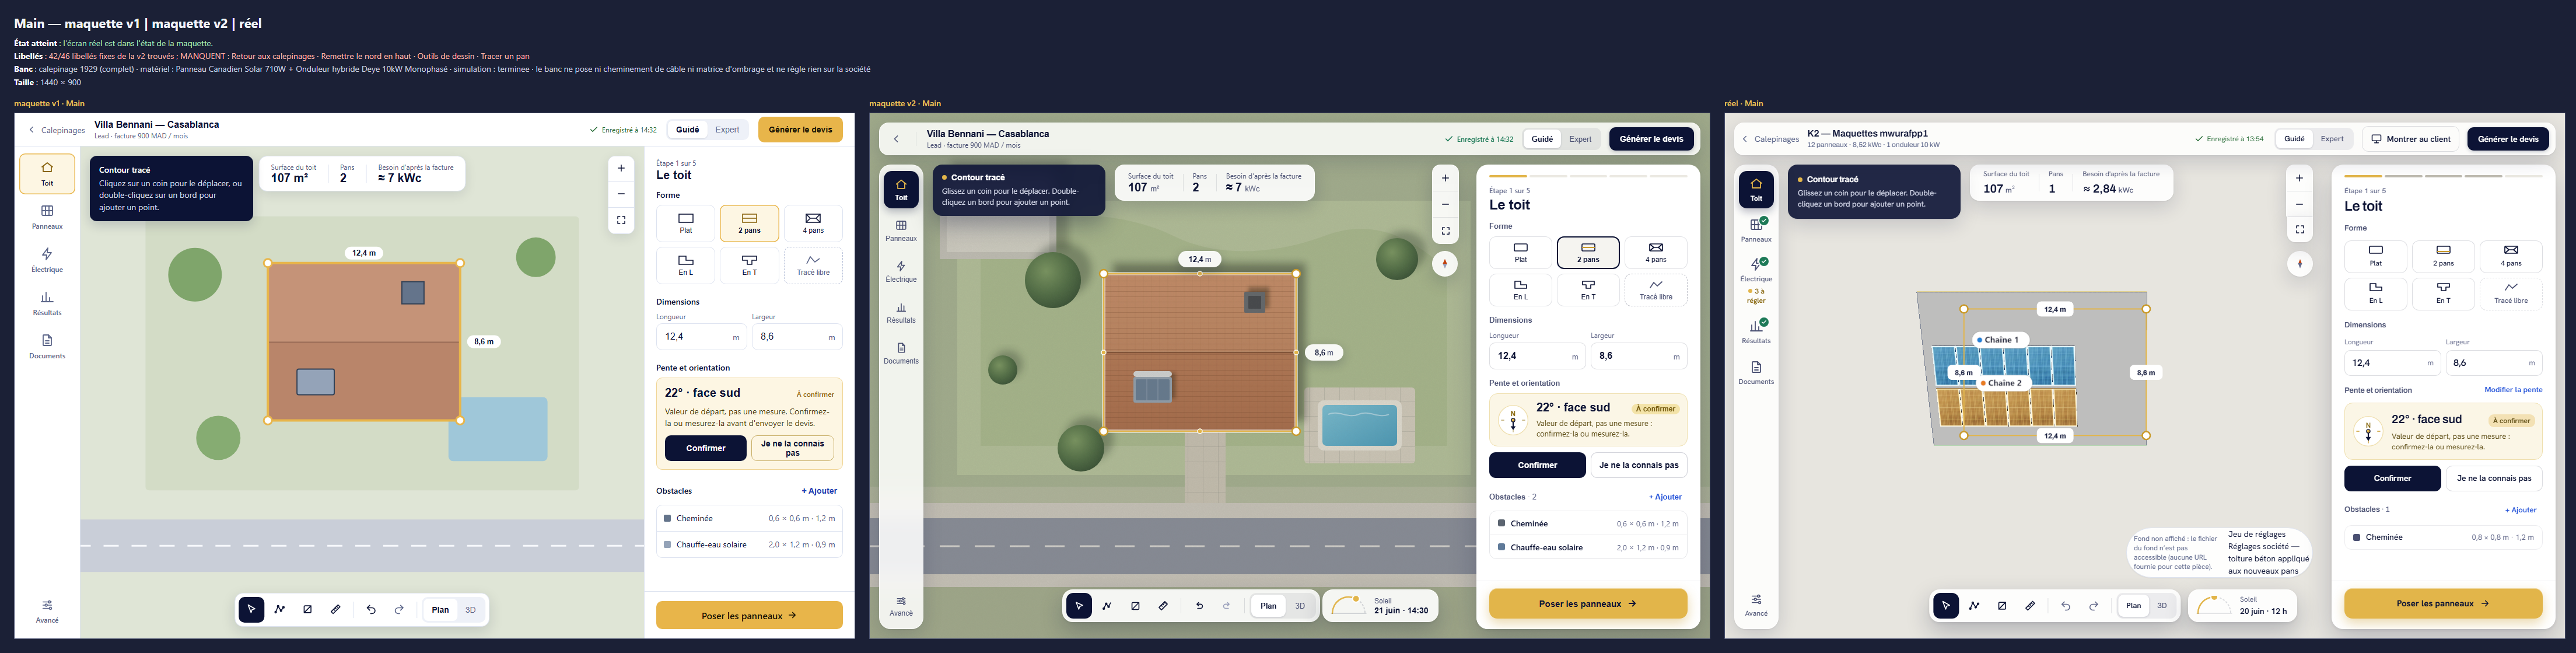 Main — maquette v1 | maquette v2 | réel
État atteint : l'écran réel est dans l'état de la maquette.
Libellés : 42/46 libellés fixes de la v2 trouvés ; MANQUENT : Retour aux calepinages · Remettre le nord en haut · Outils de dessin · Tracer un pan
Banc : calepinage 1929 (complet) · matériel : Panneau Canadien Solar 710W + Onduleur hybride Deye 10kW Monophasé · simulation : terminee · le banc ne pose ni cheminement de câble ni matrice d'ombrage et ne règle rien sur la société
Taille : 1440 × 900
maquette v1 · Main
Calepinages
Villa Bennani — Casablanca
Lead · facture 900 MAD / mois
Enregistré à 14:32
Guidé
Expert
Générer le devis
Toit
Panneaux
Électrique
Résultats
Documents
Avancé
Contour tracé
Cliquez sur un coin pour le déplacer, ou
double-cliquez sur un bord pour
ajouter un point.
Surface du toit
107 m²
Pans
2
Besoin d'après la facture
≈ 7 kWc
12,4 m
8,6 m
Plan
3D
Étape 1 sur 5
Le toit
Forme
Plat
2 pans
4 pans
En L
En T
Tracé libre
Dimensions
Longueur
Largeur
12,4 m
8,6 m
Pente et orientation
22° · face sud
À confirmer
Valeur de départ, pas une mesure. Confirmez-
la ou mesurez-la avant d'envoyer le devis.
Confirmer
Je ne la connais
pas
Obstacles
+ Ajouter
Cheminée
0,6 × 0,6 m · 1,2 m
Chauffe-eau solaire
2,0 × 1,2 m · 0,9 m
Poser les panneaux
maquette v2 · Main
Villa Bennani — Casablanca
Lead · facture 900 MAD / mois
Enregistré à 14:32
Guidé
Expert
Générer le devis
Toit
Panneaux
Électrique
Résultats
Documents
Avancé
Contour tracé
Glissez un coin pour le déplacer. Double-
cliquez un bord pour ajouter un point.
Surface du toit
107 m²
Pans
2
Besoin d'après la facture
≈ 7 kWc
12,4 m
8,6 m
Plan
3D
Soleil
21 juin · 14:30
Étape 1 sur 5
Le toit
Forme
Plat
2 pans
4 pans
En L
En T
Tracé libre
Dimensions
Longueur
Largeur
12,4 m
8,6 m
Pente et orientation
N
22° · face sud
À confirmer
Valeur de départ, pas une mesure :
confirmez-la ou mesurez-la.
Confirmer
Je ne la connais pas
Obstacles · 2
+ Ajouter
Cheminée
0,6 × 0,6 m · 1,2 m
Chauffe-eau solaire
2,0 × 1,2 m · 0,9 m
Poser les panneaux
réel · Main
Calepinages
K2 — Maquettes mwurafpp1
12 panneaux · 8,52 kWc · 1 onduleur 10 kW
Enregistré à 13:54
Guidé
Expert
Montrer au client
Générer le devis
Toit
Panneaux
Électrique
3 à
régler
Résultats
Documents
Avancé
Contour tracé
Glissez un coin pour le déplacer. Double-
cliquez un bord pour ajouter un point.
Surface du toit
107 m²
Pans
1
Besoin d'après la facture
≈ 2,84 kWc
12,4 m
Chaîne 1
8,6 m
8,6 m
Chaîne 2
12,4 m
Fond non affiché : le fichier
du fond n'est pas
accessible (aucune URL
fournie pour cette pièce).
Jeu de réglages
Réglages société —
toiture béton appliqué
aux nouveaux pans
Plan
3D
Soleil
20 juin · 12 h
Étape 1 sur 5
Le toit
Forme
Plat
2 pans
4 pans
En L
En T
Tracé libre
Dimensions
Longueur
Largeur
12,4 m
8,6 m
Pente et orientation
Modifier la pente
N
22° · face sud
À confirmer
Valeur de départ, pas une mesure :
confirmez-la ou mesurez-la.
Confirmer
Je ne la connais pas
Obstacles · 1
+ Ajouter
Cheminée
0,8 × 0,8 m · 1,2 m
Poser les panneaux